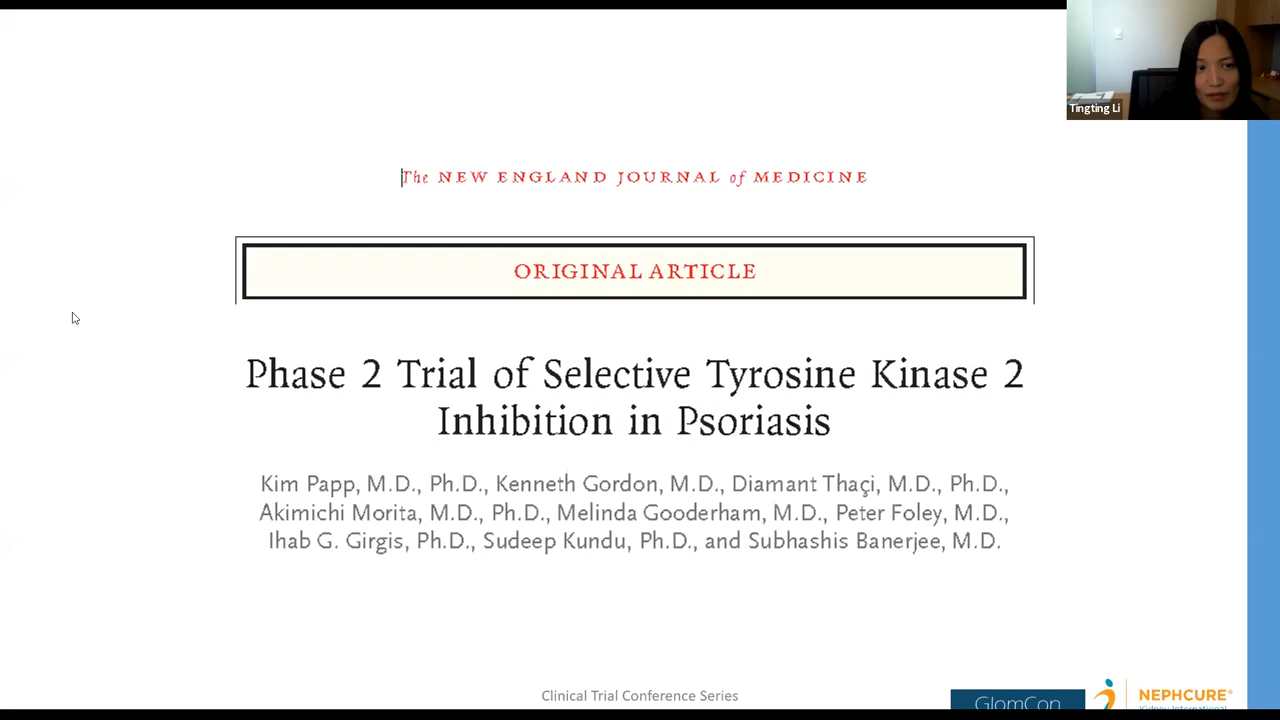 Tingting Li
The NEW ENGLAND JOURNAL of MEDICINE
ORIGINAL ARTICLE
Phase 2 Trial of Selective Tyrosine Kinase 2
Inhibition in Psoriasis
Kim Papp, M.D., Ph.D., Kenneth Gordon, M.D., Diamant Thaçi, M.D., Ph.D.,
Akimichi Morita, M.D., Ph.D., Melinda Gooderham, M.D., Peter Foley, M.D.,
Ihab G. Girgis, Ph.D., Sudeep Kundu, Ph.D., and Subhashis Banerjee, M.D.
Clinical Trial Conference Series
GlomCon
NEPHCURE®
Kidney International